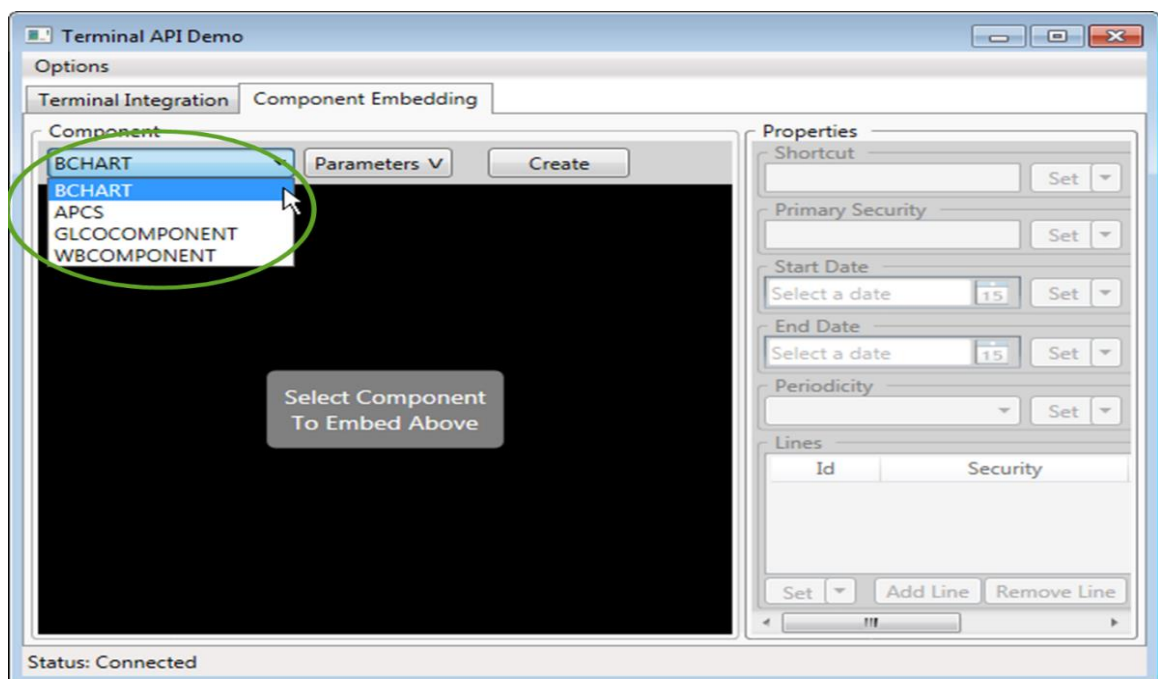 Terminal API Demo
Options
Terminal Integration Component Embedding
Component
BCHART Parameters V Create
BCHART
APCS
GLCOCOMPONENT
WBCOMPONENT
Select Component
To Embed Above
Properties
Shortcut
Set
Primary Security
Set
Start Date
Select a date 15 Set
End Date
Select a date 15 Set
Periodicity
Set
Lines
Id Security
Set Add Line Remove Line
Status: Connected